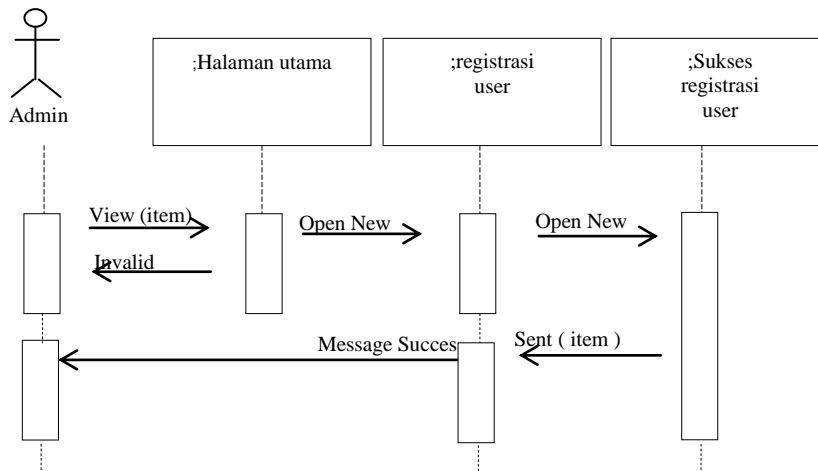 Admin
;Halaman utama
;registrasi
user
;Sukses
registrasi
user
View (item)
Open New
Open New
Invalid
Message Succes
Sent ( item )